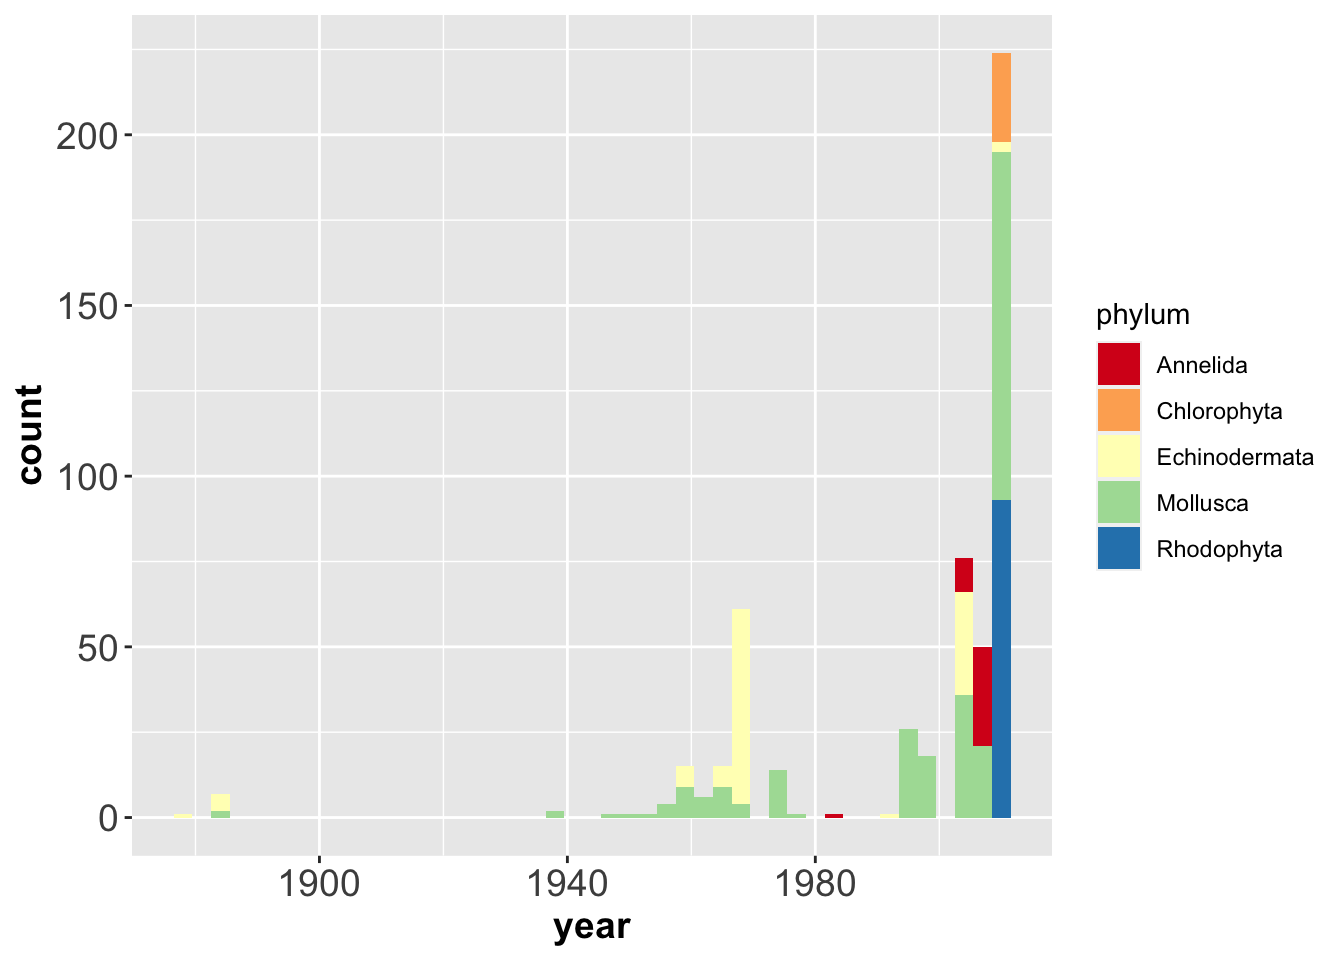 200
150
100
50
0
count
1900
1940
1980
year
phylum
Annelida
Chlorophyta
Echinodermata
Mollusca
Rhodophyta